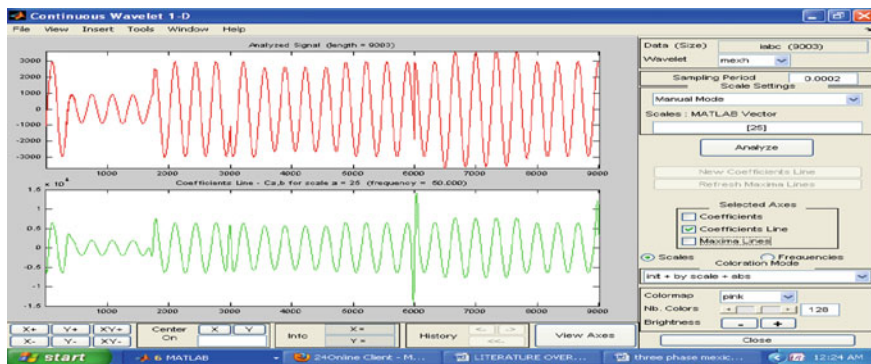 Continuous Wavelet 1-D
File View Insert Tools Window Help
Analyzed Signal (length = 9003)
3000
2000
1000
0
-1000
-2000
-3000
1000 2000 3000 4000 5000 6000 7000 8000 9000
× 10⁴
Coefficients Line - Ca,b for scale a = 25 (frequency = 50.000)
1.5
1
0.5
0
-0.5
-1
-1.5
1000 2000 3000 4000 5000 6000 7000 8000 9000
Data (Size) iabc (9003)
Wavelet mexh
Sampling Period 0.0002
Scale Settings
Manual Mode
Scales : MATLAB Vector
[25]
Analyze
New Coefficients Line
Refresh Maxima Lines
Selected Axes
Coefficients
Coefficients Line
Maxima Lines
Scales Frequencies
Coloration Mode
init + by scale + abs
Colormap pink
Nb. Colors 128
Brightness - +
Close
X+ Y+ XY+ Center On X Y Info X = History <- -> View Axes
X- Y- XY- Y = <<-
start 6 MATLAB 24Online Client - M... LITERATURE OVER... three phase mexic... 12:24 AM